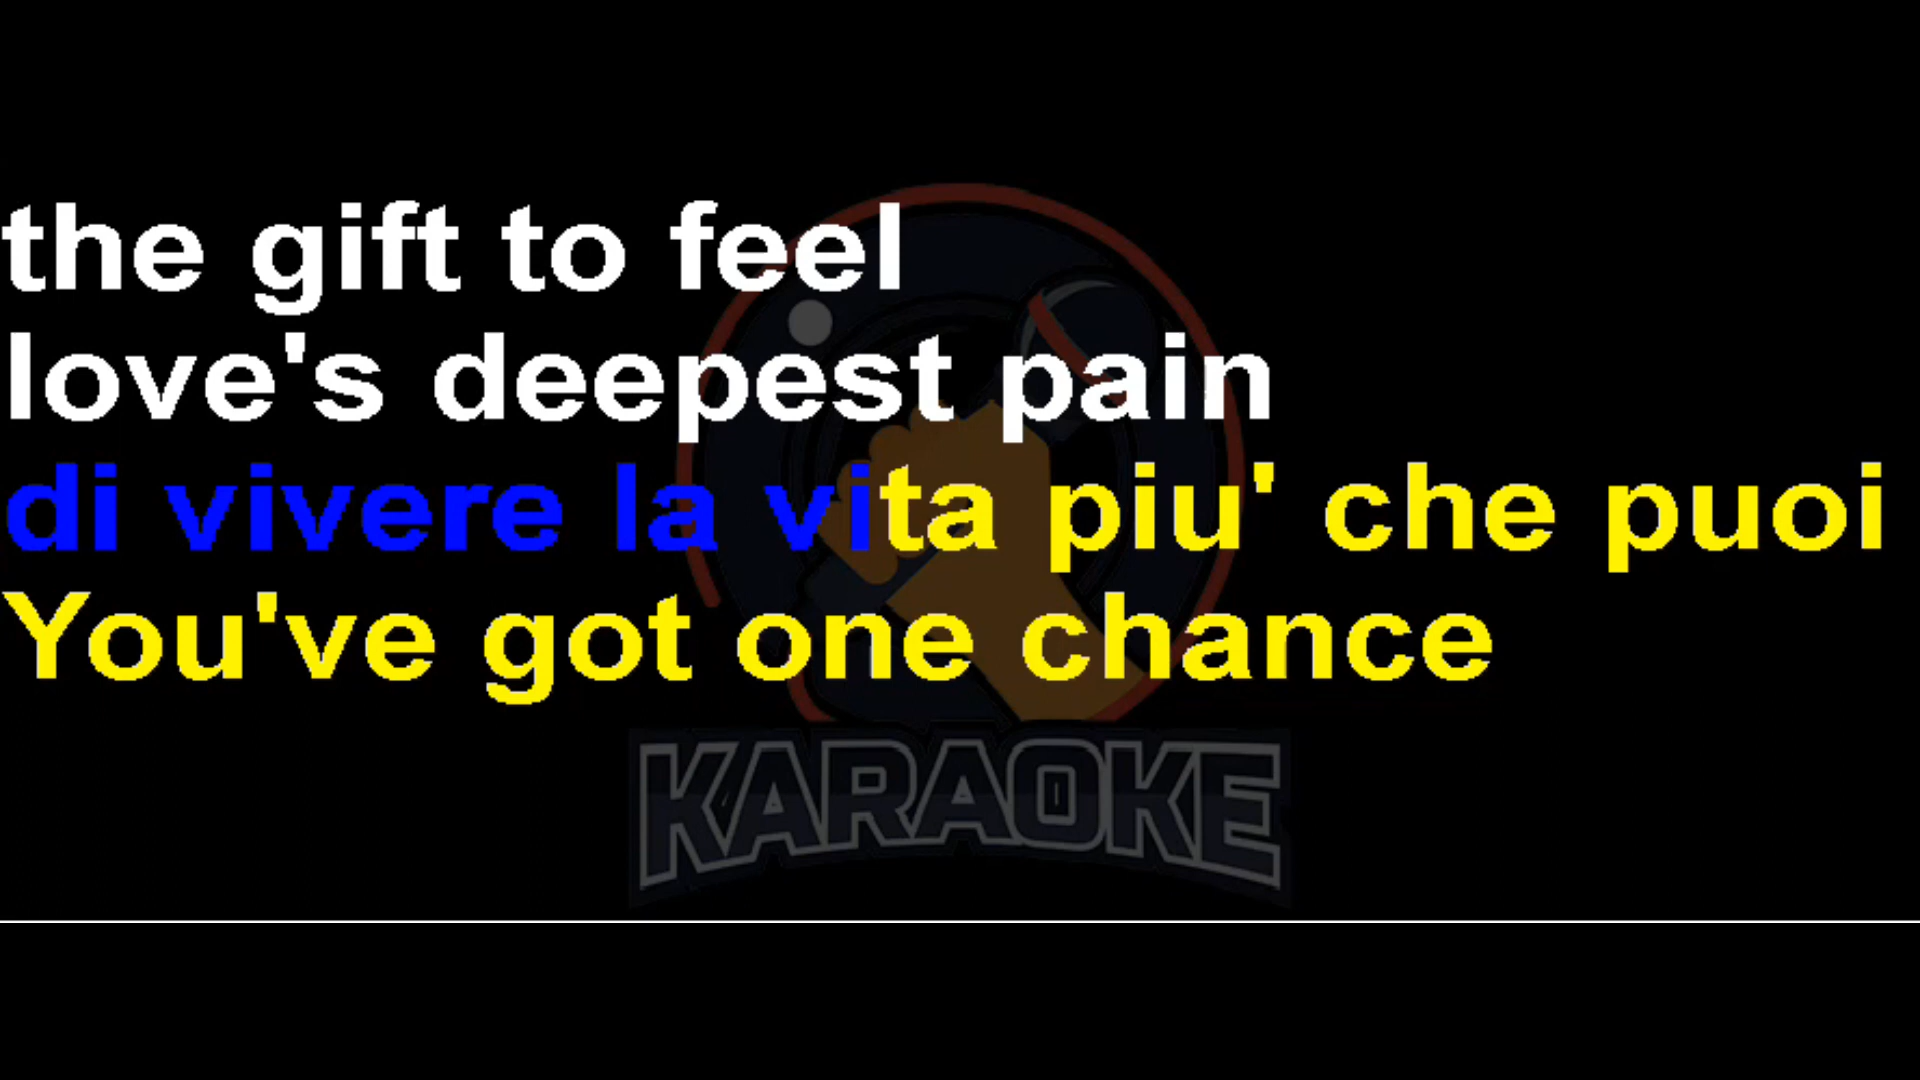 the gift to feel
love's deepest pain
di vivere la vita piu' che puoi
You've got one chance
KARAOKE